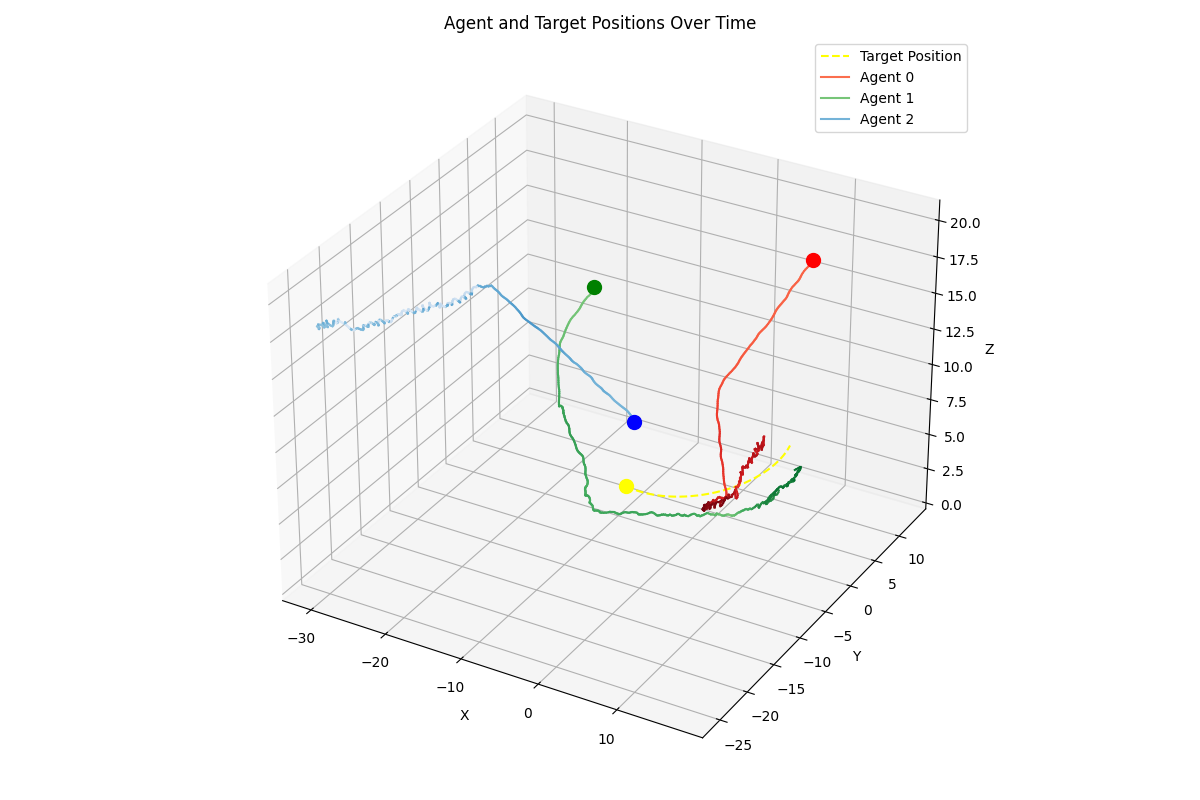 Agent and Target Positions Over Time
Target Position
Agent 0
Agent 1
Agent 2
20.0
17.5
15.0
12.5
10.0
7.5
5.0
2.5
0.0
Z
10
5
0
−5
−10
−15
−20
−25
Y
−30
−20
−10
0
10
X